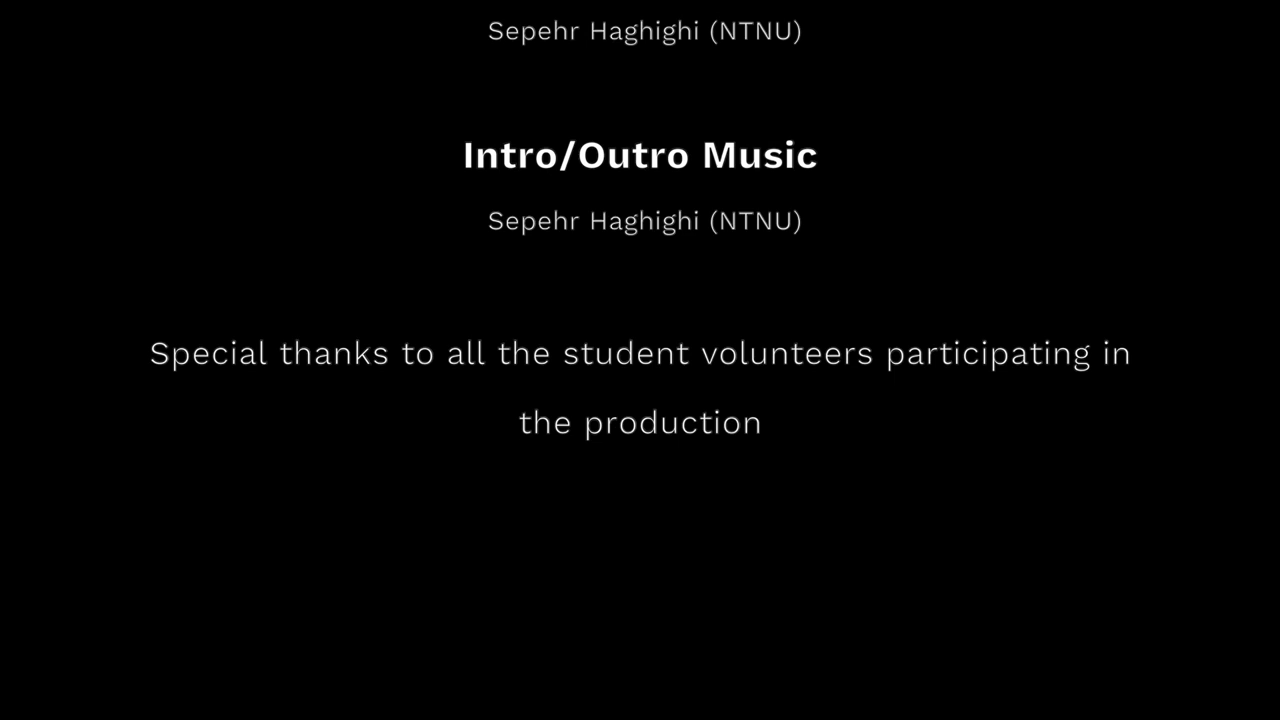 Sepehr Haghighi (NTNU)
Intro/Outro Music
Sepehr Haghighi (NTNU)
Special thanks to all the student volunteers participating in
the production